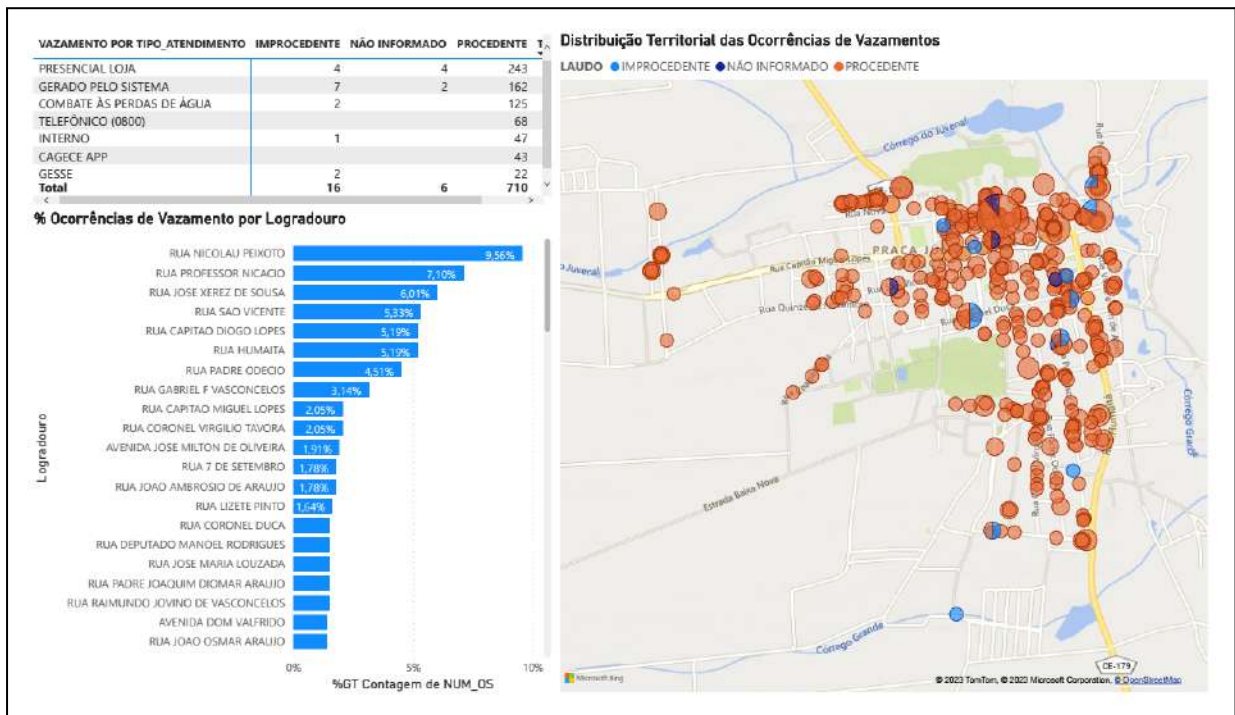 VAZAMENTO POR TIPO_ATENDIMENTO IMPROCEDENTE NÃO INFORMADO PROCEDENTE T
PRESENCIAL LOJA 4 4 243
GERADO PELO SISTEMA 7 2 162
COMBATE ÀS PERDAS DE ÁGUA 2 125
TELEFÔNICO (0800) 68
INTERNO 1 47
CAGECE APP 43
GESSE 2 22
Total 16 6 710
% Ocorrências de Vazamento por Logradouro
Logradouro
RUA NICOLAU PEIXOTO 9,56%
RUA PROFESSOR NICACIO 7,10%
RUA JOSE XEREZ DE SOUSA 6,01%
RUA SAO VICENTE 5,33%
RUA CAPITAO DIOGO LOPES 5,19%
RUA HUMAITA 5,19%
RUA PADRE ODECIO 4,51%
RUA GABRIEL F VASCONCELOS 3,14%
RUA CAPITAO MIGUEL LOPES 2,05%
RUA CORONEL VIRGILIO TAVORA 2,05%
AVENIDA JOSE MILTON DE OLIVEIRA 1,91%
RUA 7 DE SETEMBRO 1,78%
RUA JOAO AMBROSIO DE ARAUJO 1,78%
RUA LIZETE PINTO 1,64%
RUA CORONEL DUCA
RUA DEPUTADO MANOEL RODRIGUES
RUA JOSE MARIA LOUZADA
RUA PADRE JOAQUIM DIOMAR ARAUJO
RUA RAIMUNDO JOVINO DE VASCONCELOS
AVENIDA DOM VALFRIDO
RUA JOAO OSMAR ARAUJO
0% 5% 10%
%GT Contagem de NUM_OS
Distribuição Territorial das Ocorrências de Vazamentos
LAUDO IMPROCEDENTE NÃO INFORMADO PROCEDENTE
Córrego do Juvenal
Rua Nova
PRAÇA J
Juvenal
Rua Capitão Miguel Lopes
Rua Quinze de
Duca
Estrada Baixa Nova
Córrego Grande
Córrego Grande
CE-179
Microsoft Bing
© 2023 TomTom, © 2023 Microsoft Corporation, © OpenStreetMap